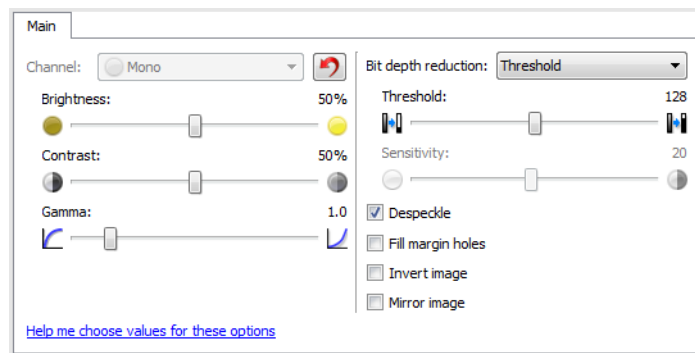 Main
Channel: Mono
Brightness: 50%
Contrast: 50%
Gamma: 1.0
Help me choose values for these options
Bit depth reduction: Threshold
Threshold: 128
Sensitivity: 20
Despeckle
Fill margin holes
Invert image
Mirror image